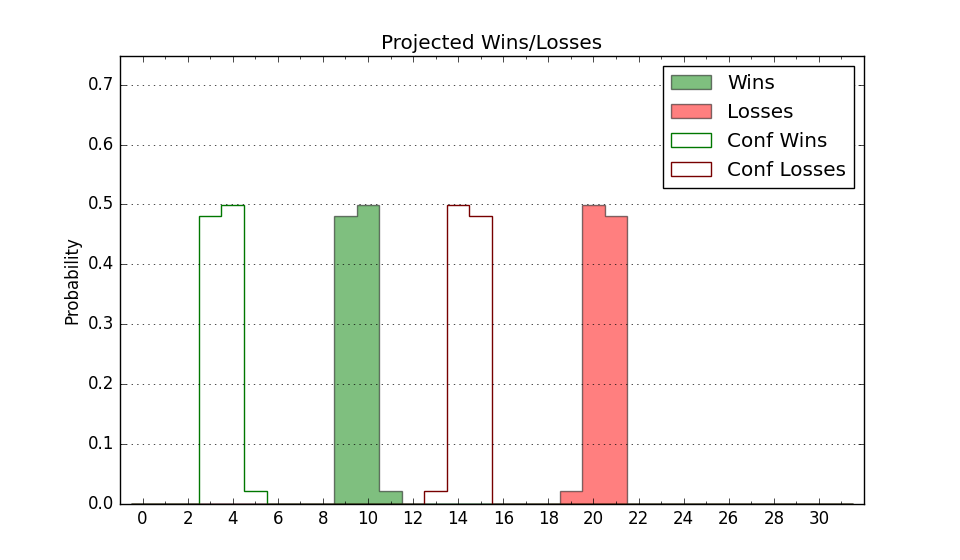 Projected Wins/Losses
Wins
Losses
Conf Wins
Conf Losses
Probability
0.7
0.6
0.5
0.4
0.3
0.2
0.1
0.0
0 2 4 6 8 10 12 14 16 18 20 22 24 26 28 30